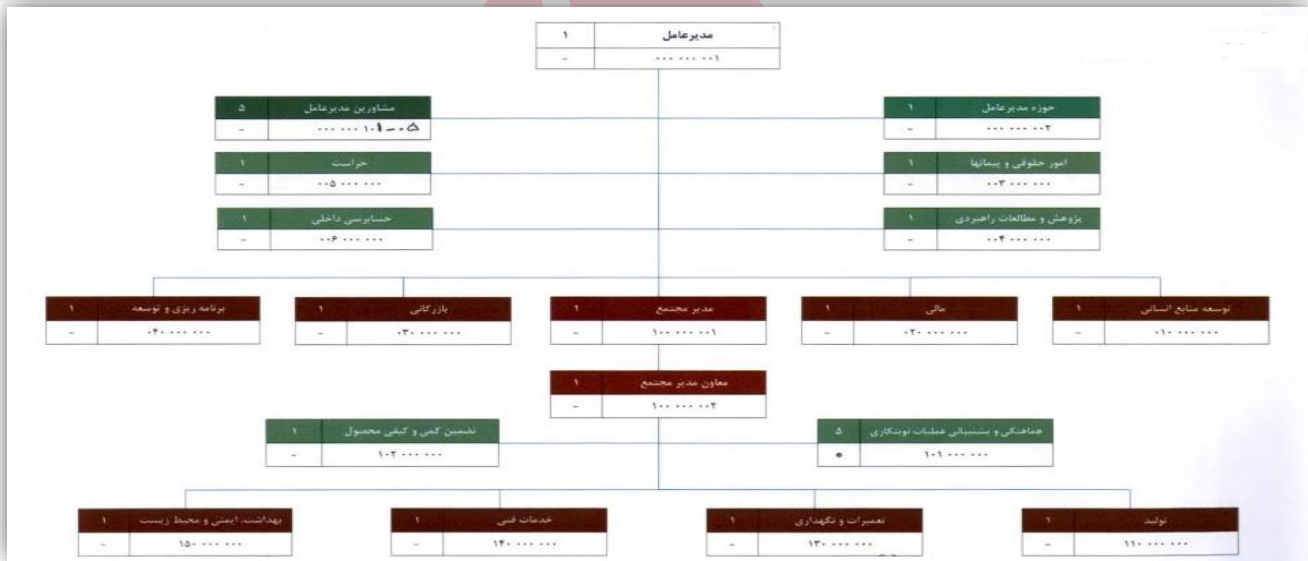 مدیرعامل ۱
۰۰۰ ۰۰۰ ۰۰۱ -
حوزه مدیرعامل ۱
۰۰۰ ۰۰۰ ۰۰۲ -
مشاورین مدیرعامل ۵
۰۰۰ ۰۰۰ ۱۰۱-۰۵ -
امور حقوقی و پیمانها ۱
۰۰۳ ۰۰۰ ۰۰۰ -
حراست ۱
۰۰۵ ۰۰۰ ۰۰۰ -
پژوهش و مطالعات راهبردی ۱
۰۰۴ ۰۰۰ ۰۰۰ -
حسابرسی داخلی ۱
۰۰۶ ۰۰۰ ۰۰۰ -
توسعه منابع انسانی ۱
۰۱۰ ۰۰۰ ۰۰۰ -
مالی ۱
۰۲۰ ۰۰۰ ۰۰۰ -
مدیر مجتمع ۱
۱۰۰ ۰۰۰ ۰۰۱ -
بازرگانی ۱
۰۳۰ ۰۰۰ ۰۰۰ -
برنامه ریزی و توسعه ۱
۰۴۰ ۰۰۰ ۰۰۰ -
معاون مدیر مجتمع ۱
۱۰۰ ۰۰۰ ۰۰۲ -
هماهنگی و پشتیبانی عملیات نوبتکاری ۵
۱۰۱ ۰۰۰ ۰۰۰
تضمین کمی و کیفی محصول ۱
۱۰۲ ۰۰۰ ۰۰۰ -
تولید ۱
۱۱۰ ۰۰۰ ۰۰۰ -
تعمیرات و نگهداری ۱
۱۳۰ ۰۰۰ ۰۰۰ -
خدمات فنی ۱
۱۴۰ ۰۰۰ ۰۰۰ -
بهداشت، ایمنی و محیط زیست ۱
۱۵۰ ۰۰۰ ۰۰۰ -